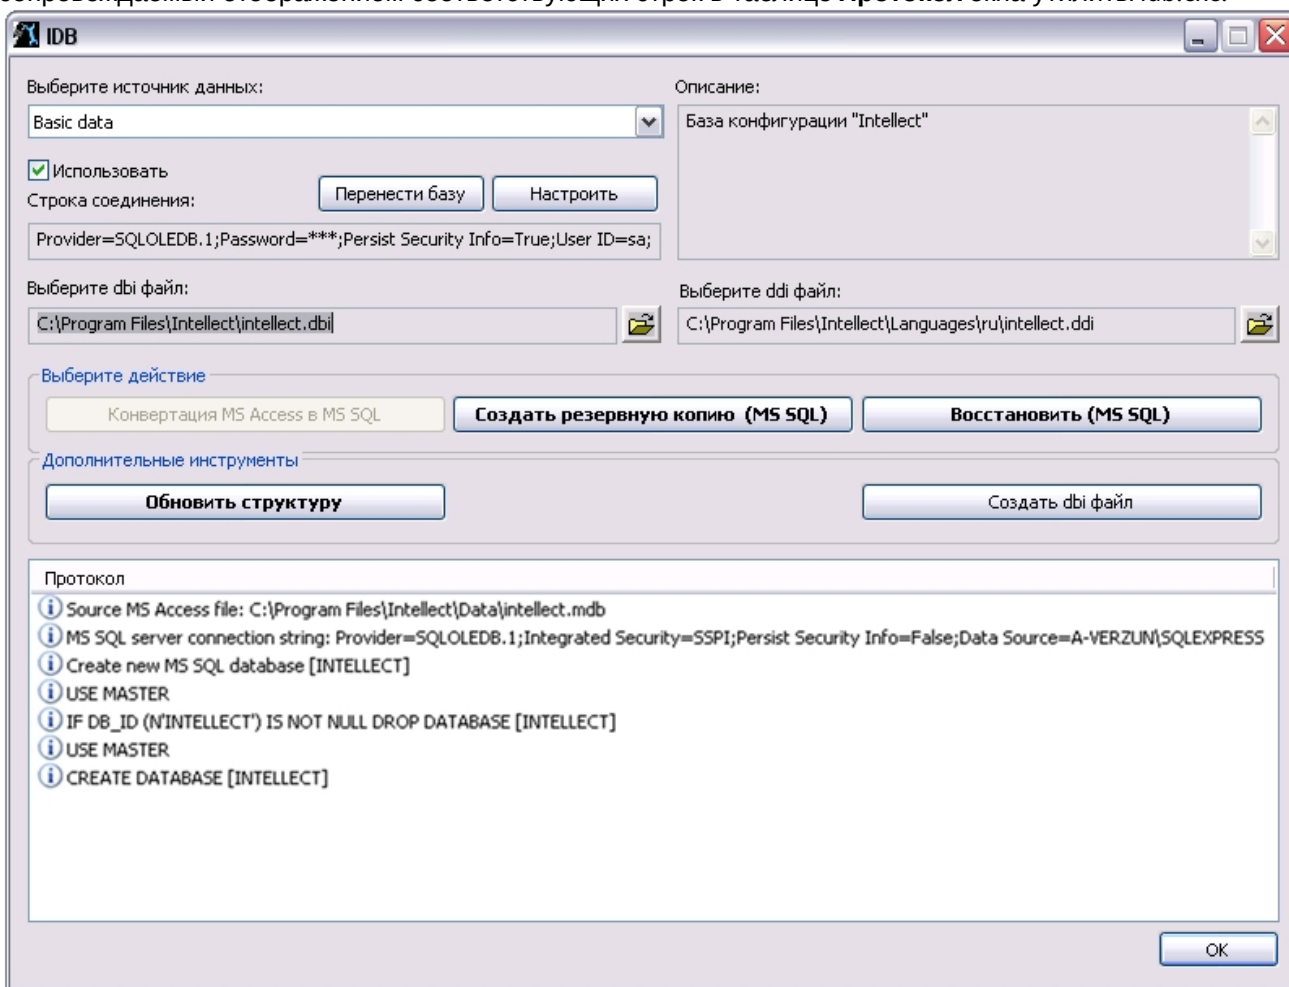 IDB
Выберите источник данных:
Описание:
Basic data
База конфигурации "Intellect"
Использовать
Строка соединения:
Перенести базу
Настроить
Provider=SQLOLEDB.1;Password=***;Persist Security Info=True;User ID=sa;
Выберите dbi файл:
Выберите ddi файл:
C:\Program Files\Intellect\intellect.dbi
C:\Program Files\Intellect\Languages\ru\intellect.ddi
Выберите действие
Конвертация MS Access в MS SQL
Создать резервную копию (MS SQL)
Восстановить (MS SQL)
Дополнительные инструменты
Обновить структуру
Создать dbi файл
Протокол
Source MS Access file: C:\Program Files\Intellect\Data\intellect.mdb
MS SQL server connection string: Provider=SQLOLEDB.1;Integrated Security=SSPI;Persist Security Info=False;Data Source=A-VERZUN\SQLEXPRESS
Create new MS SQL database [INTELLECT]
USE MASTER
IF DB_ID (N'INTELLECT') IS NOT NULL DROP DATABASE [INTELLECT]
USE MASTER
CREATE DATABASE [INTELLECT]
OK